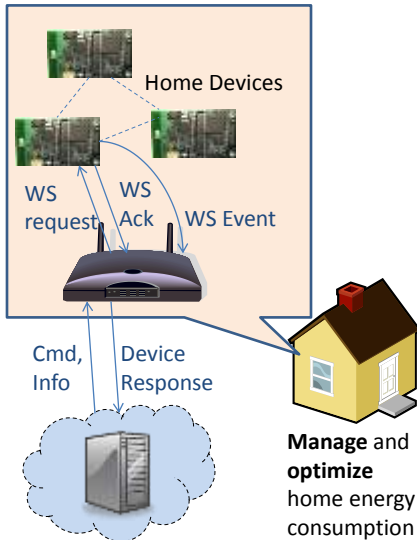 Home Devices
WS
request
WS
Ack
WS Event
Cmd,
Info
Device
Response
Manage and
optimize
home energy
consumption